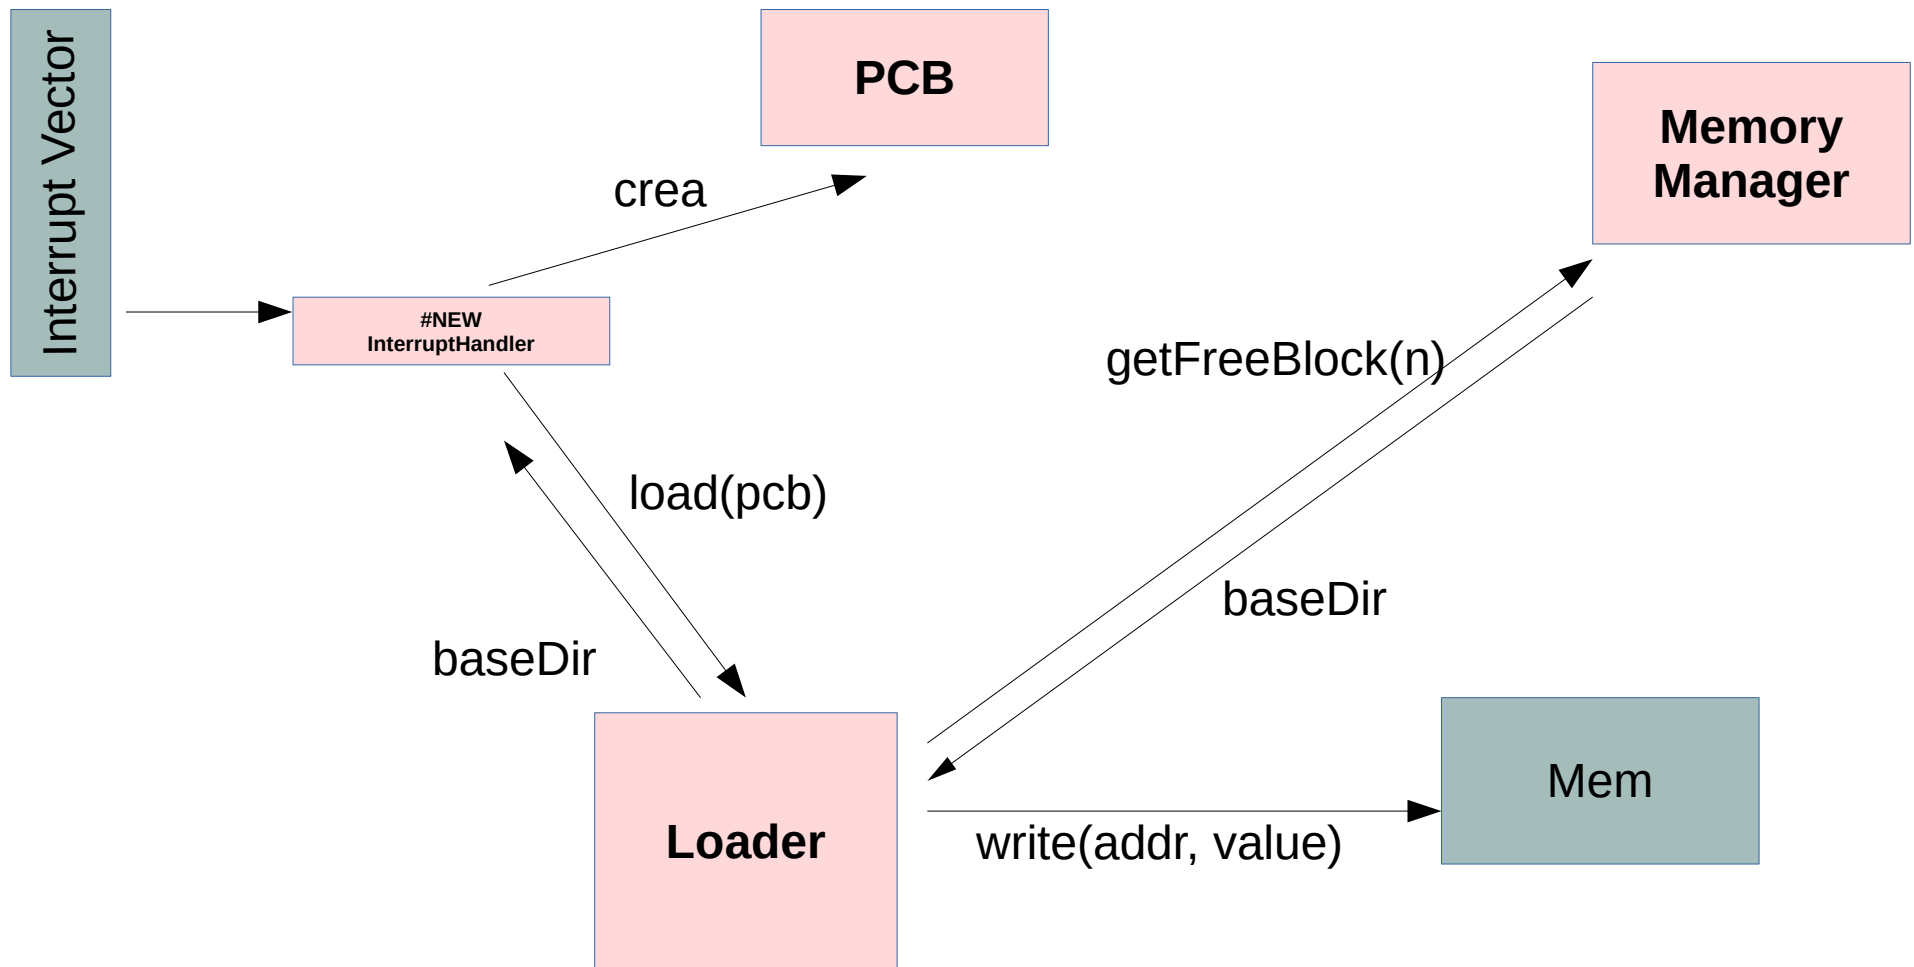 Interrupt Vector
PCB
Memory
Manager
crea
#NEW
InterruptHandler
getFreeBlock(n)
load(pcb)
baseDir
baseDir
Mem
Loader
write(addr, value)